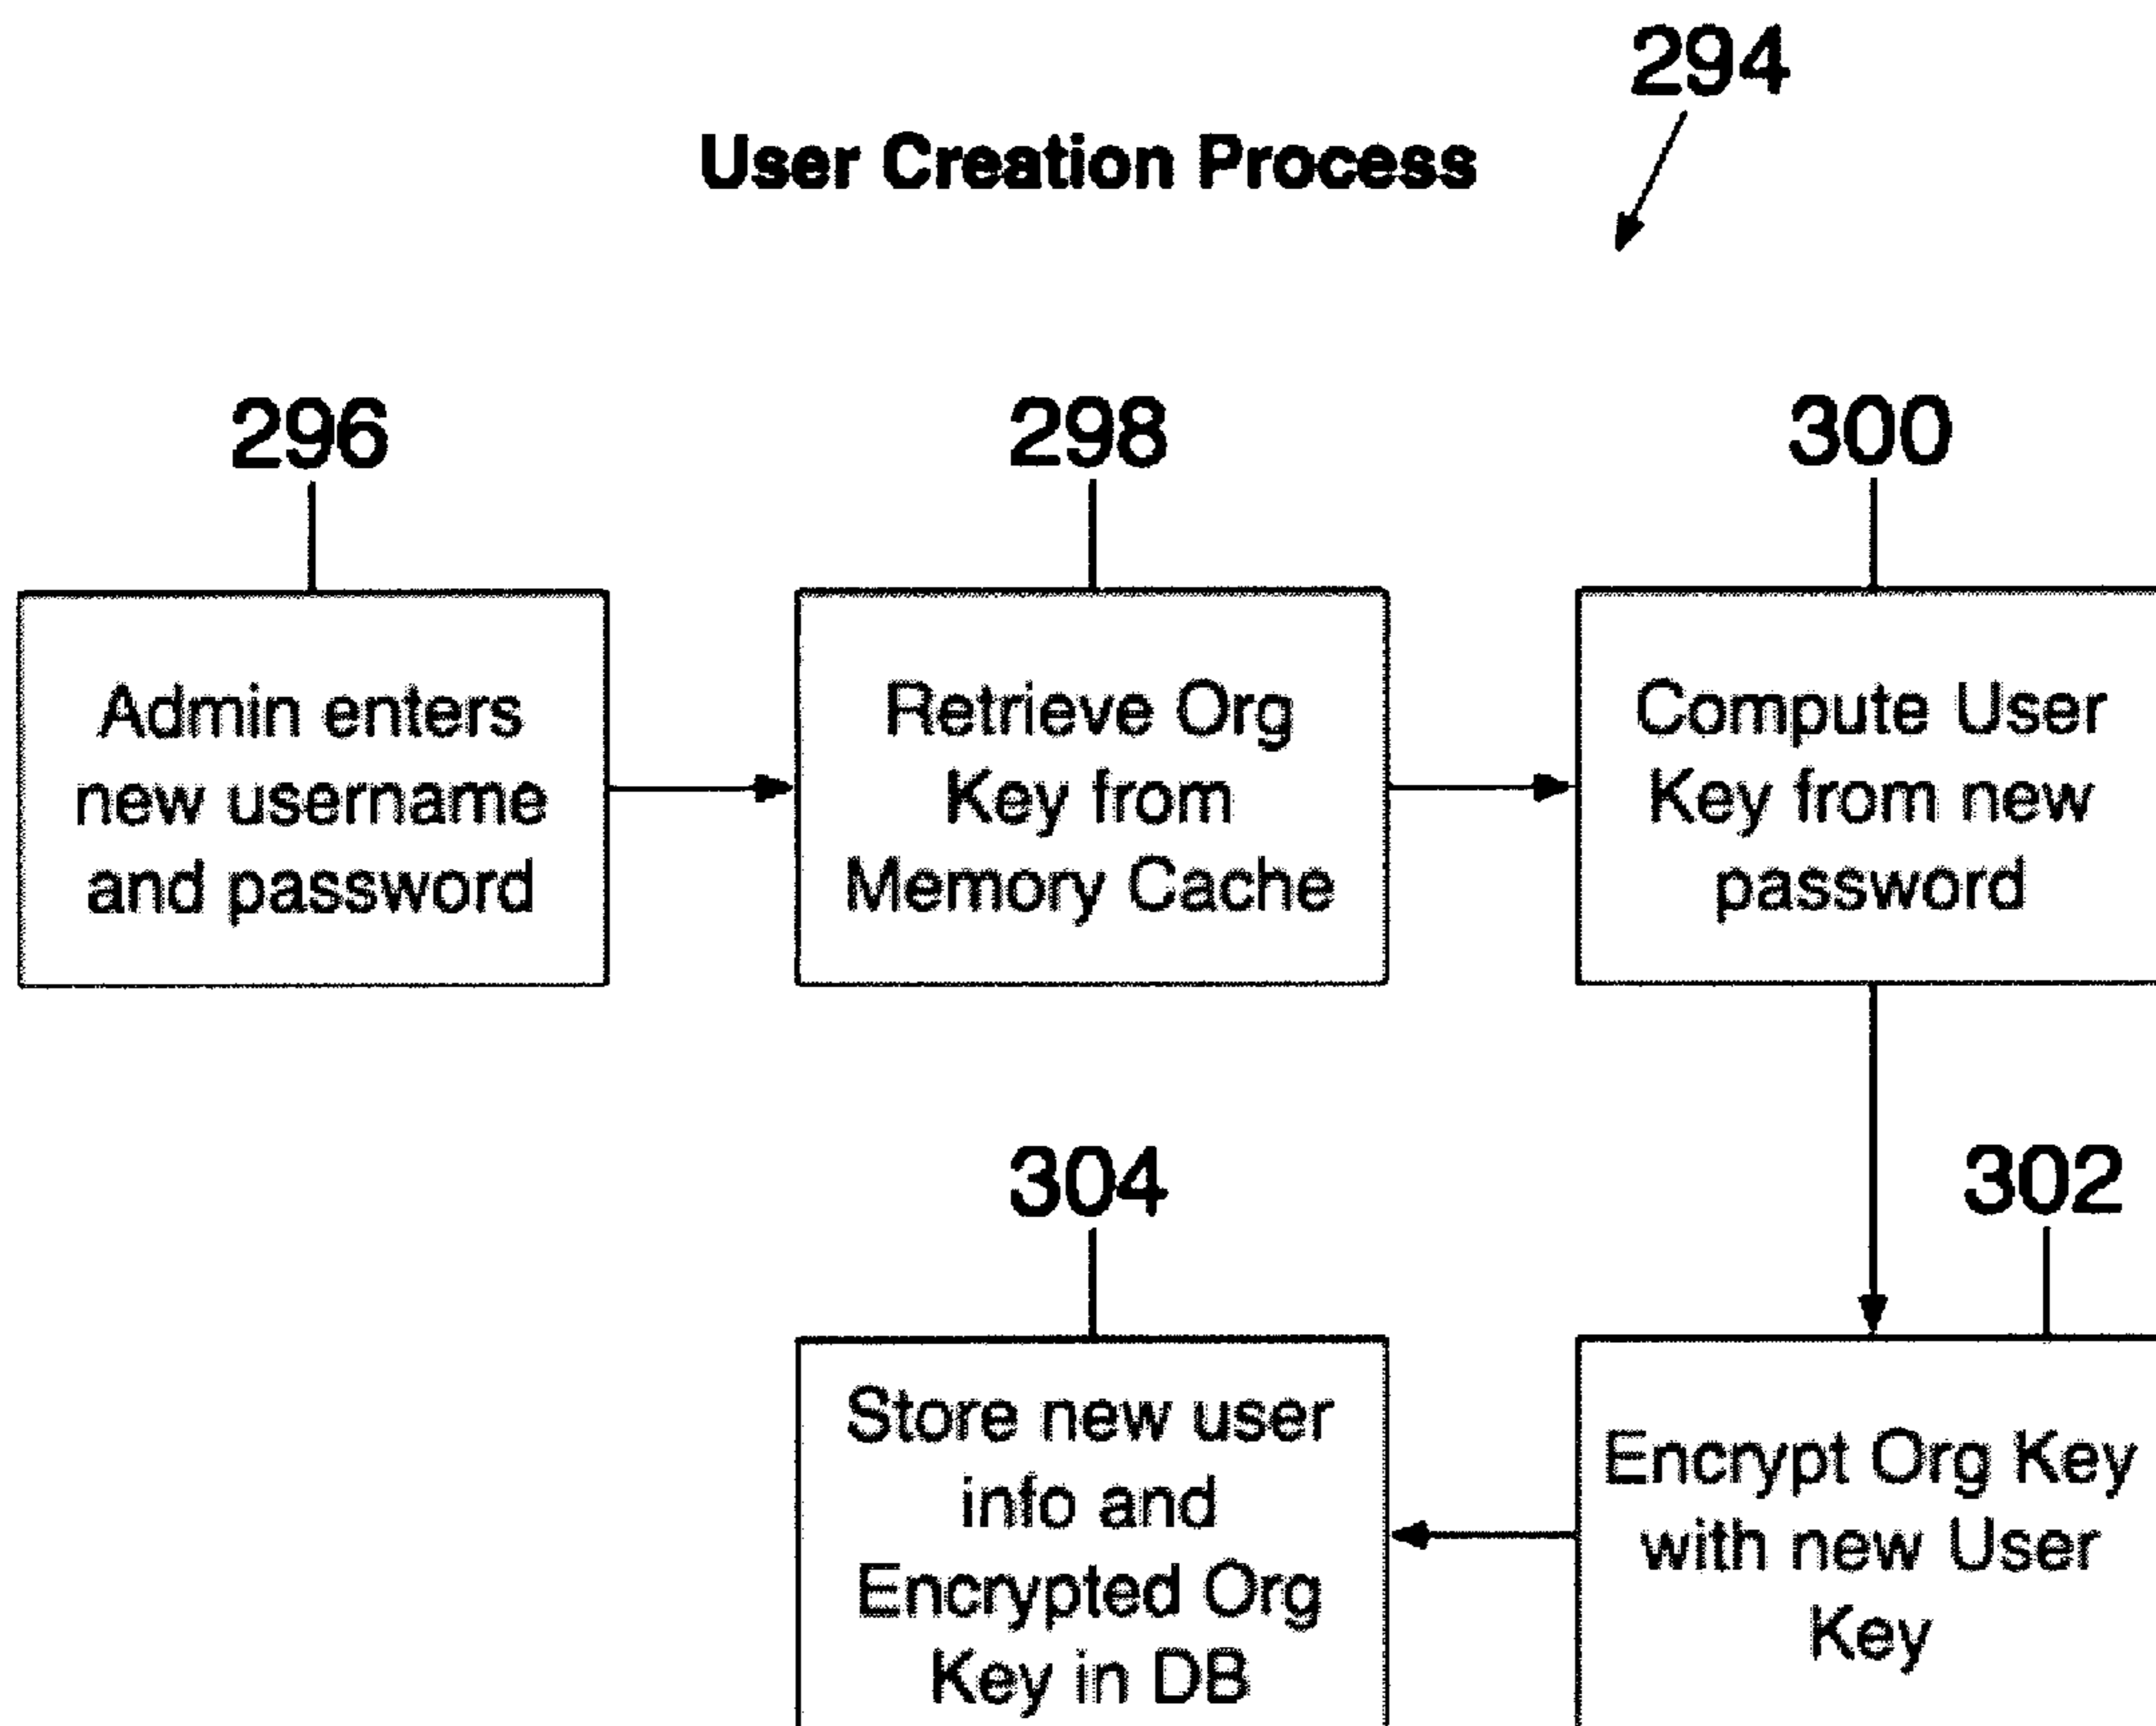 294
User Creation Process
296
298
300
Admin enters
new username
and password
Retrieve Org
Key from
Memory Cache
Compute User
Key from new
password
304
302
Store new user
info and
Encrypted Org
Key in DB
Encrypt Org Key
with new User
Key